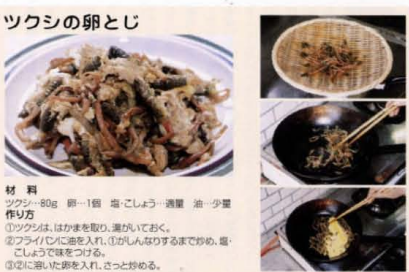 ツクシの卵とじ
材 料
ツクシ…80g 卵…1個 塩・こしょう…適量 油…少量
作り方
①ツクシは、はかまを取り、湯がいておく。
②フライパンに油を入れ、①がしんなりするまで炒め、塩・
こしょうで味をつける。
③②に溶いた卵を入れ、さっと炒める。